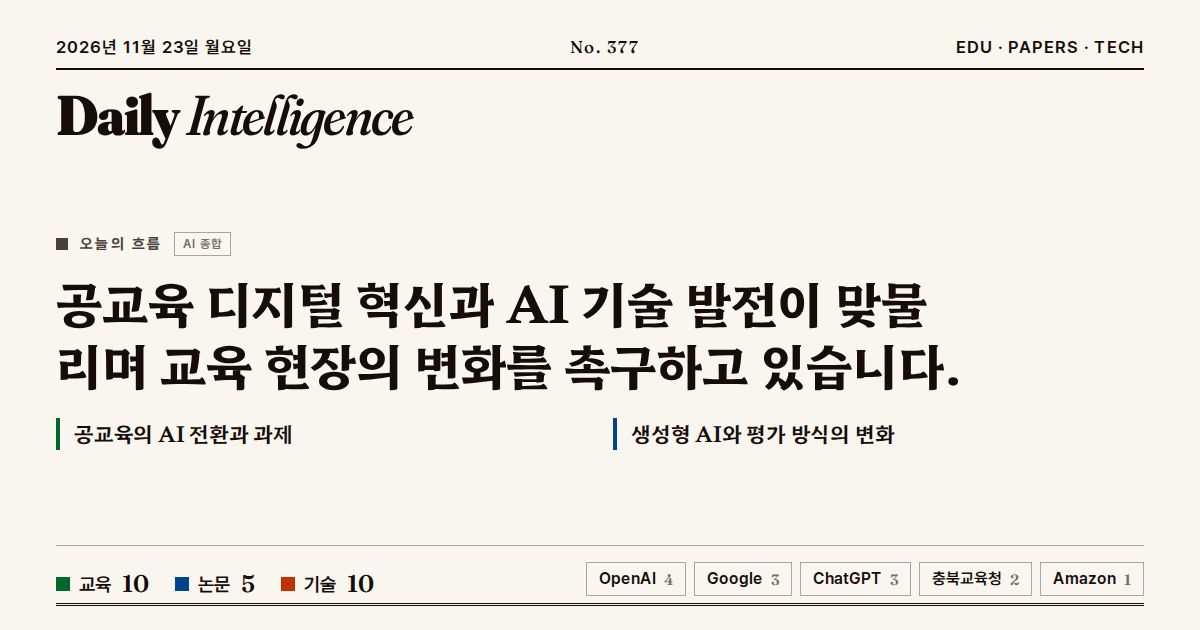 2026년 11월 23일 월요일
No. 377
EDU · PAPERS · TECH
Daily Intelligence
오늘의 흐름
AI 종합
공교육 디지털 혁신과 AI 기술 발전이 맞물
리며 교육 현장의 변화를 촉구하고 있습니다.
공교육의 AI 전환과 과제
생성형 AI와 평가 방식의 변화
교육 10
논문 5
기술 10
OpenAI 4
Google 3
ChatGPT 3
충북교육청 2
Amazon 1